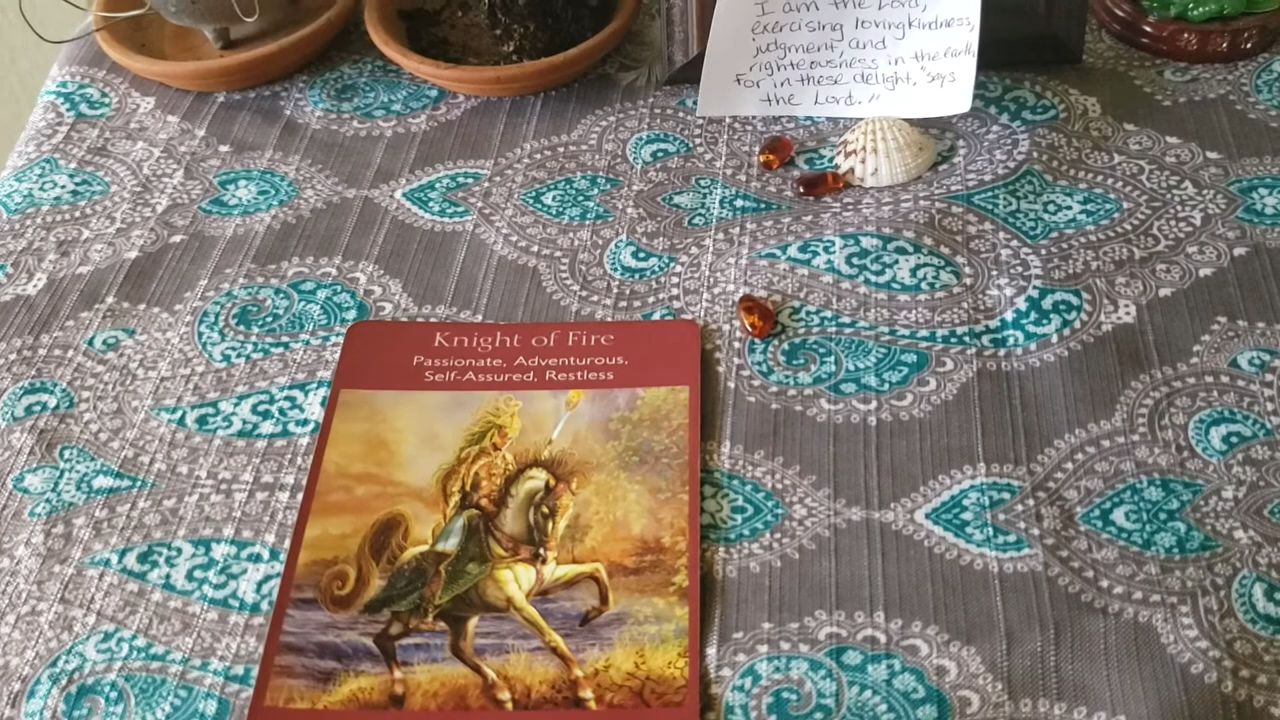 I am the Lord,
exercising lovingkindness,
judgment, and
righteousness in the earth
For in these delight," says
the Lord."
Knight of Fire
Passionate, Adventurous,
Self-Assured, Restless